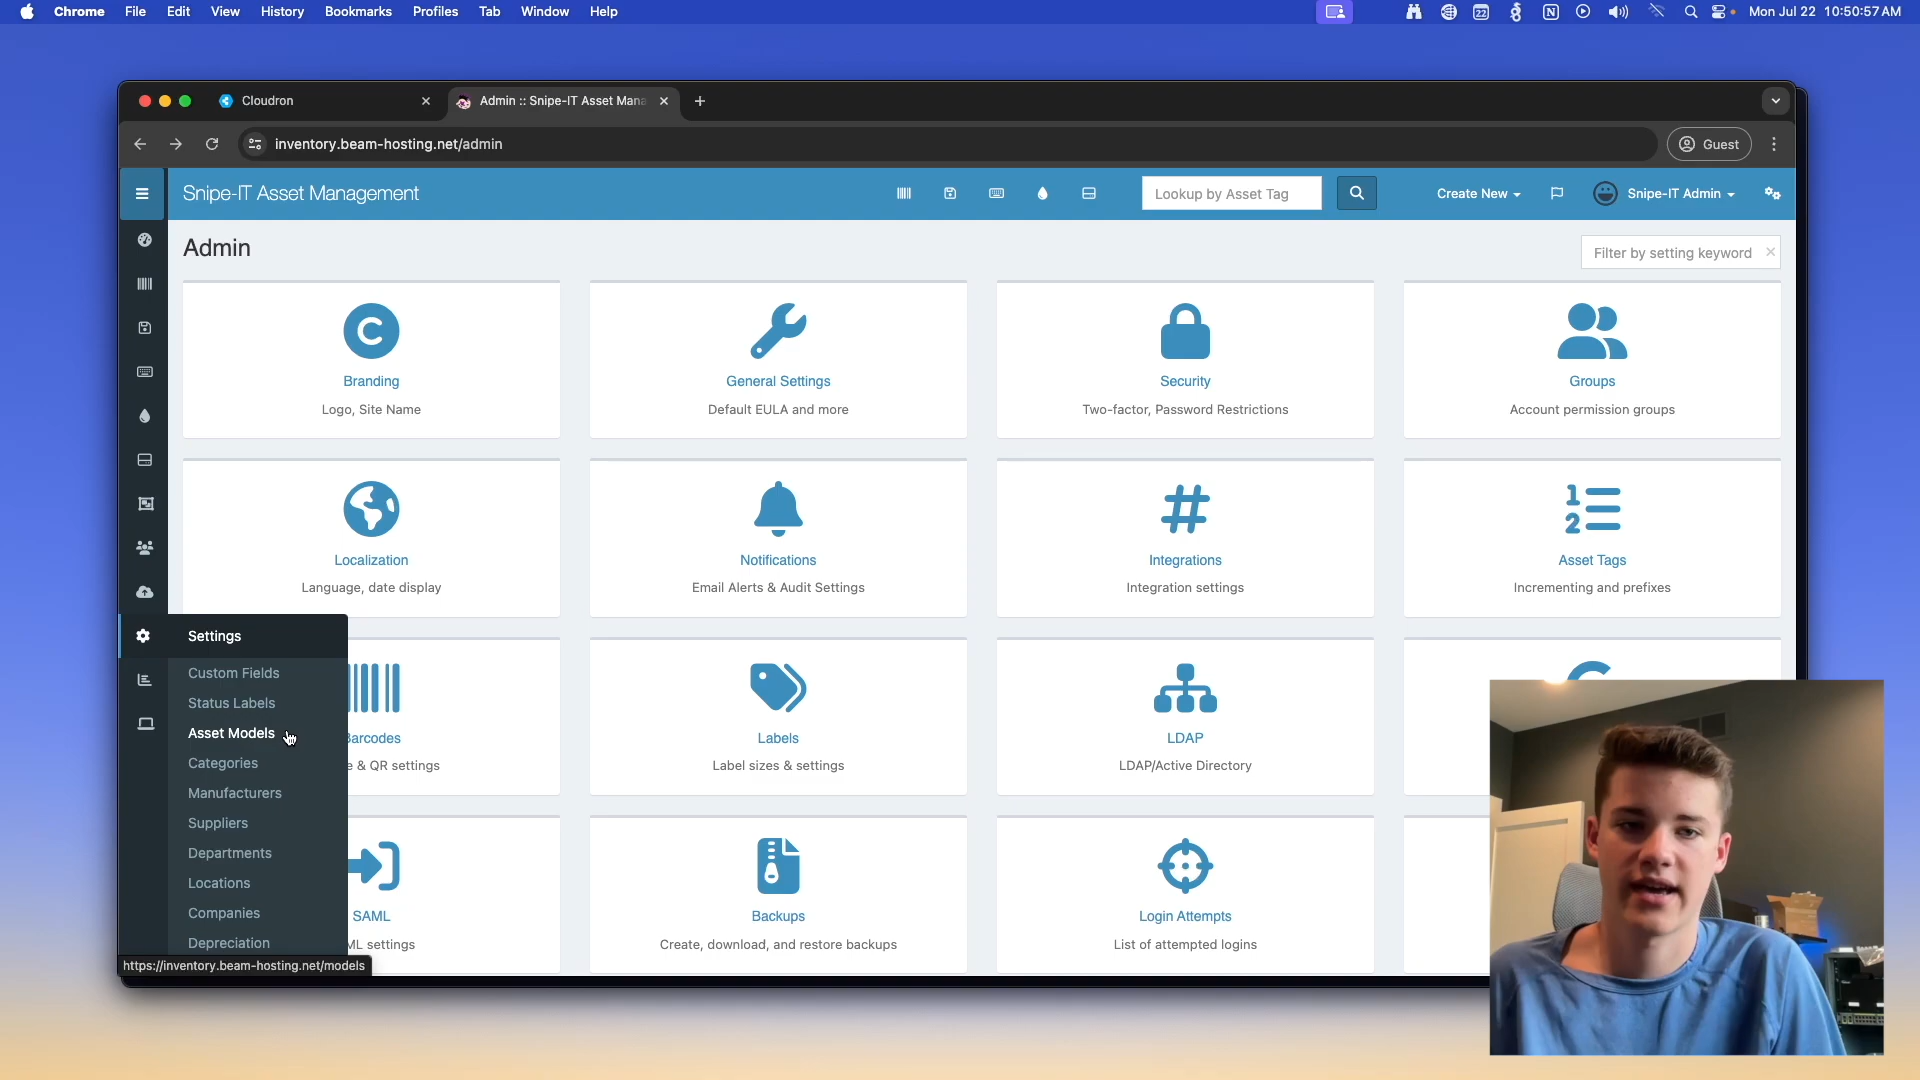 Chrome File Edit View History Bookmarks Profiles Tab Window Help
22
N
Mon Jul 22 10:50:57 AM
Cloudron
Admin :: Snipe-IT Asset Mana
inventory.beam-hosting.net/admin
Guest
Snipe-IT Asset Management
Lookup by Asset Tag
Create New
Snipe-IT Admin
Admin
Filter by setting keyword
Branding
Logo, Site Name
General Settings
Default EULA and more
Security
Two-factor, Password Restrictions
Groups
Account permission groups
Localization
Language, date display
Notifications
Email Alerts & Audit Settings
Integrations
Integration settings
Asset Tags
Incrementing and prefixes
Settings
Custom Fields
Status Labels
Asset Models
Categories
Manufacturers
Suppliers
Departments
Locations
Companies
Depreciation
Barcodes
e & QR settings
Labels
Label sizes & settings
LDAP
LDAP/Active Directory
SAML
ML settings
Backups
Create, download, and restore backups
Login Attempts
List of attempted logins
https://inventory.beam-hosting.net/models